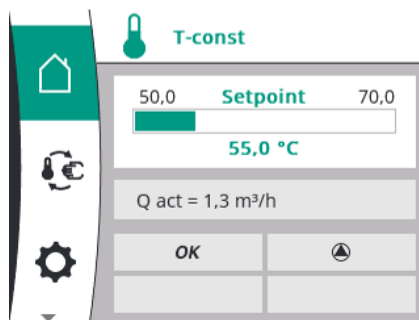 T-const
50,0 Setpoint 70,0
55,0 °C
Q act = 1,3 m³/h
OK